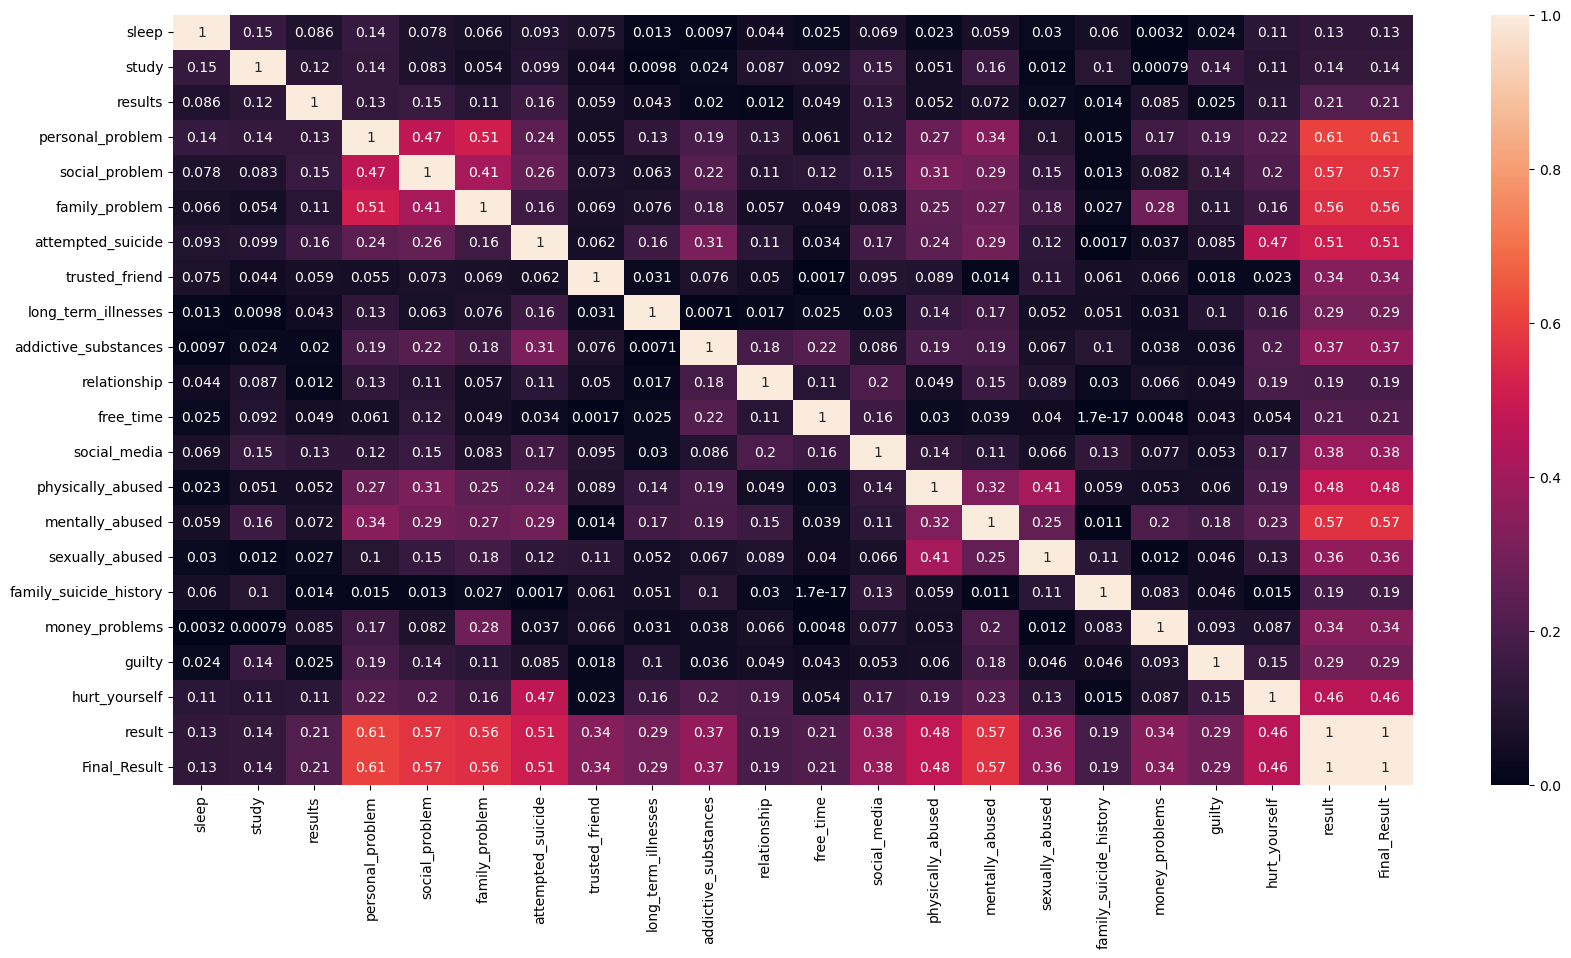 sleep 1 0.15 0.086 0.14 0.078 0.066 0.093 0.075 0.013 0.0097 0.044 0.025 0.069 0.023 0.059 0.03 0.06 0.0032 0.024 0.11 0.13 0.13
study 0.15 1 0.12 0.14 0.083 0.054 0.099 0.044 0.0098 0.024 0.087 0.092 0.15 0.051 0.16 0.012 0.1 0.00079 0.14 0.11 0.14 0.14
results 0.086 0.12 1 0.13 0.15 0.11 0.16 0.059 0.043 0.02 0.012 0.049 0.13 0.052 0.072 0.027 0.014 0.085 0.025 0.11 0.21 0.21
personal_problem 0.14 0.14 0.13 1 0.47 0.51 0.24 0.055 0.13 0.19 0.13 0.061 0.12 0.27 0.34 0.1 0.015 0.17 0.19 0.22 0.61 0.61
social_problem 0.078 0.083 0.15 0.47 1 0.41 0.26 0.073 0.063 0.22 0.11 0.12 0.15 0.31 0.29 0.15 0.013 0.082 0.14 0.2 0.57 0.57
family_problem 0.066 0.054 0.11 0.51 0.41 1 0.16 0.069 0.076 0.18 0.057 0.049 0.083 0.25 0.27 0.18 0.027 0.28 0.11 0.16 0.56 0.56
attempted_suicide 0.093 0.099 0.16 0.24 0.26 0.16 1 0.062 0.16 0.31 0.11 0.034 0.17 0.24 0.29 0.12 0.0017 0.037 0.085 0.47 0.51 0.51
trusted_friend 0.075 0.044 0.059 0.055 0.073 0.069 0.062 1 0.031 0.076 0.05 0.0017 0.095 0.089 0.014 0.11 0.061 0.066 0.018 0.023 0.34 0.34
long_term_illnesses 0.013 0.0098 0.043 0.13 0.063 0.076 0.16 0.031 1 0.0071 0.017 0.025 0.03 0.14 0.17 0.052 0.051 0.031 0.1 0.16 0.29 0.29
addictive_substances 0.0097 0.024 0.02 0.19 0.22 0.18 0.31 0.076 0.0071 1 0.18 0.22 0.086 0.19 0.19 0.067 0.1 0.038 0.036 0.2 0.37 0.37
relationship 0.044 0.087 0.012 0.13 0.11 0.057 0.11 0.05 0.017 0.18 1 0.11 0.2 0.049 0.15 0.089 0.03 0.066 0.049 0.19 0.19 0.19
free_time 0.025 0.092 0.049 0.061 0.12 0.049 0.034 0.0017 0.025 0.22 0.11 1 0.16 0.03 0.039 0.04 1.7e-17 0.0048 0.043 0.054 0.21 0.21
social_media 0.069 0.15 0.13 0.12 0.15 0.083 0.17 0.095 0.03 0.086 0.2 0.16 1 0.14 0.11 0.066 0.13 0.077 0.053 0.17 0.38 0.38
physically_abused 0.023 0.051 0.052 0.27 0.31 0.25 0.24 0.089 0.14 0.19 0.049 0.03 0.14 1 0.32 0.41 0.059 0.053 0.06 0.19 0.48 0.48
mentally_abused 0.059 0.16 0.072 0.34 0.29 0.27 0.29 0.014 0.17 0.19 0.15 0.039 0.11 0.32 1 0.25 0.011 0.2 0.18 0.23 0.57 0.57
sexually_abused 0.03 0.012 0.027 0.1 0.15 0.18 0.12 0.11 0.052 0.067 0.089 0.04 0.066 0.41 0.25 1 0.11 0.012 0.046 0.13 0.36 0.36
family_suicide_history 0.06 0.1 0.014 0.015 0.013 0.027 0.0017 0.061 0.051 0.1 0.03 1.7e-17 0.13 0.059 0.011 0.11 1 0.083 0.046 0.015 0.19 0.19
money_problems 0.0032 0.00079 0.085 0.17 0.082 0.28 0.037 0.066 0.031 0.038 0.066 0.0048 0.077 0.053 0.2 0.012 0.083 1 0.093 0.087 0.34 0.34
guilty 0.024 0.14 0.025 0.19 0.14 0.11 0.085 0.018 0.1 0.036 0.049 0.043 0.053 0.06 0.18 0.046 0.046 0.093 1 0.15 0.29 0.29
hurt_yourself 0.11 0.11 0.11 0.22 0.2 0.16 0.47 0.023 0.16 0.2 0.19 0.054 0.17 0.19 0.23 0.13 0.015 0.087 0.15 1 0.46 0.46
result 0.13 0.14 0.21 0.61 0.57 0.56 0.51 0.34 0.29 0.37 0.19 0.21 0.38 0.48 0.57 0.36 0.19 0.34 0.29 0.46 1 1
Final_Result 0.13 0.14 0.21 0.61 0.57 0.56 0.51 0.34 0.29 0.37 0.19 0.21 0.38 0.48 0.57 0.36 0.19 0.34 0.29 0.46 1 1
sleep
study
results
personal_problem
social_problem
family_problem
attempted_suicide
trusted_friend
long_term_illnesses
addictive_substances
relationship
free_time
social_media
physically_abused
mentally_abused
sexually_abused
family_suicide_history
money_problems
guilty
hurt_yourself
result
Final_Result
1.0
0.8
0.6
0.4
0.2
0.0